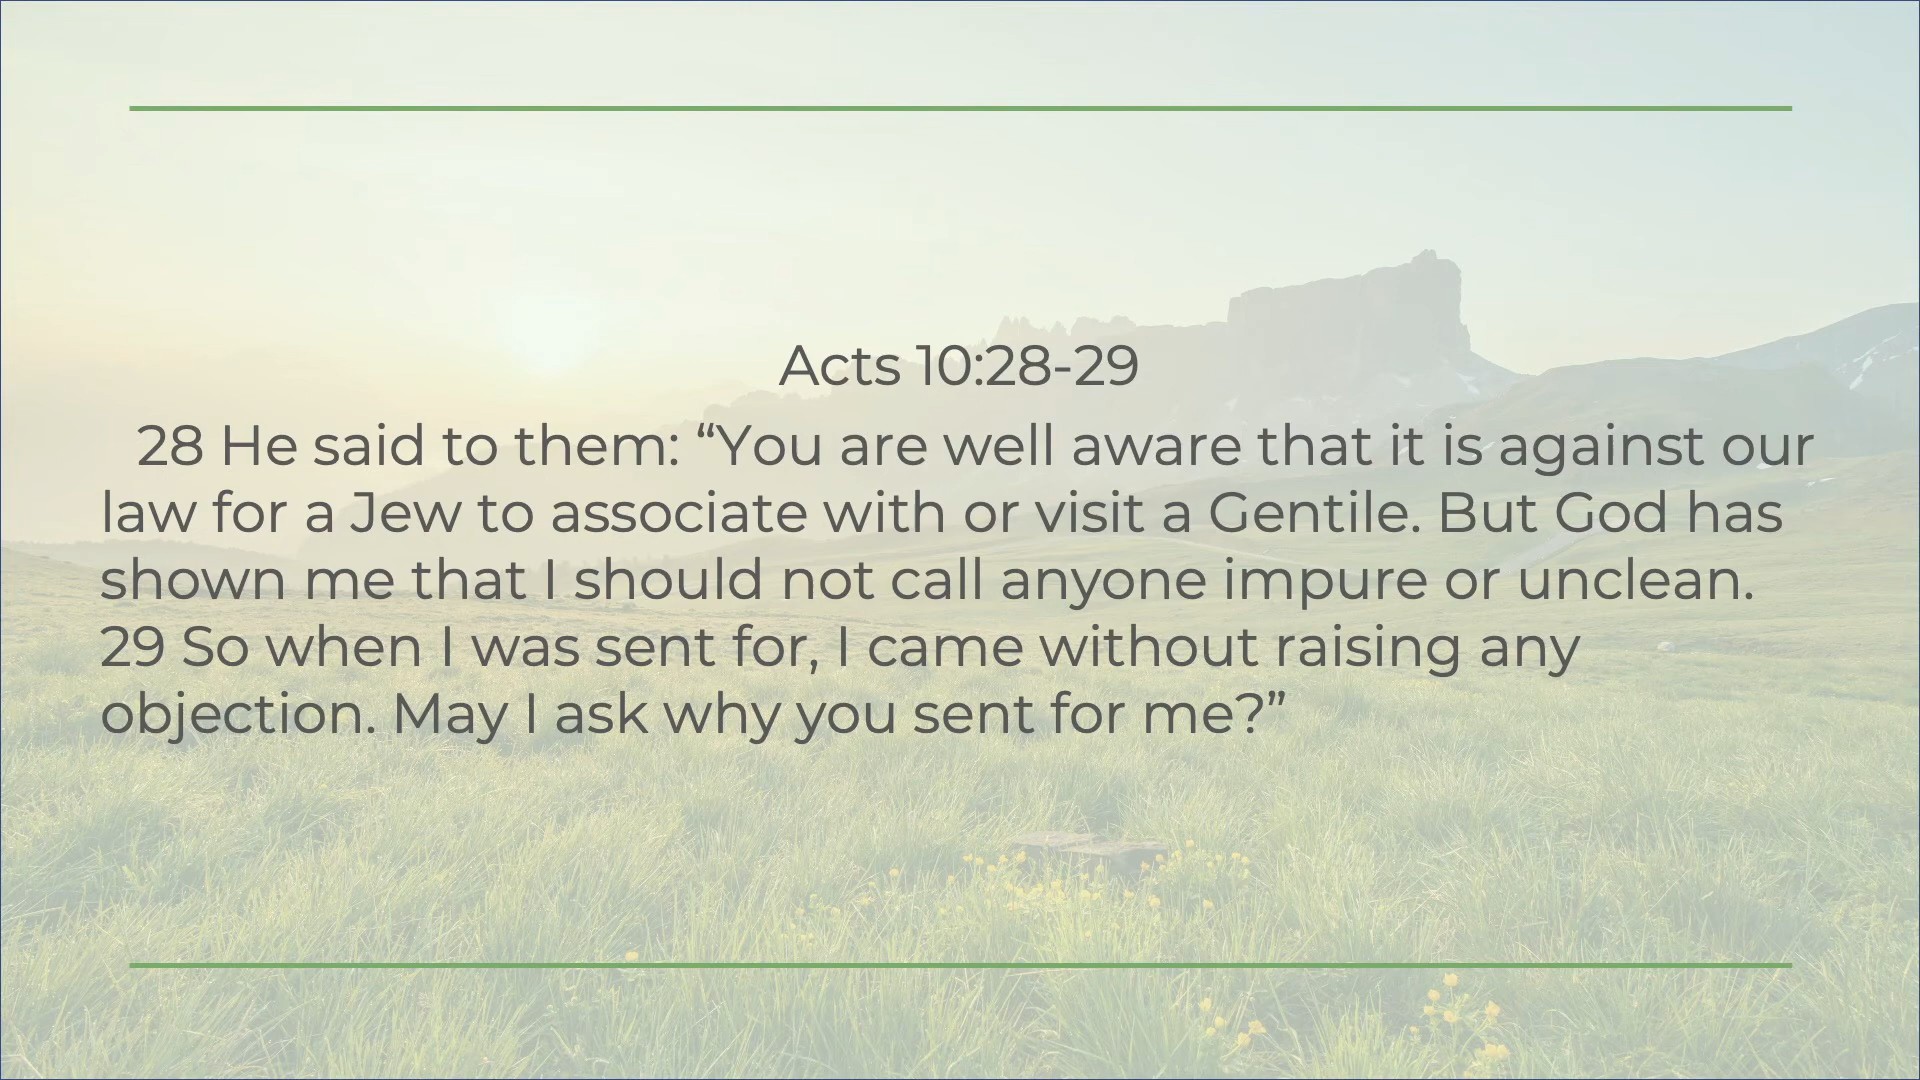 Acts 10:28-29
28 He said to them: “You are well aware that it is against our
law for a Jew to associate with or visit a Gentile. But God has
shown me that I should not call anyone impure or unclean.
29 So when I was sent for, I came without raising any
objection. May I ask why you sent for me?”